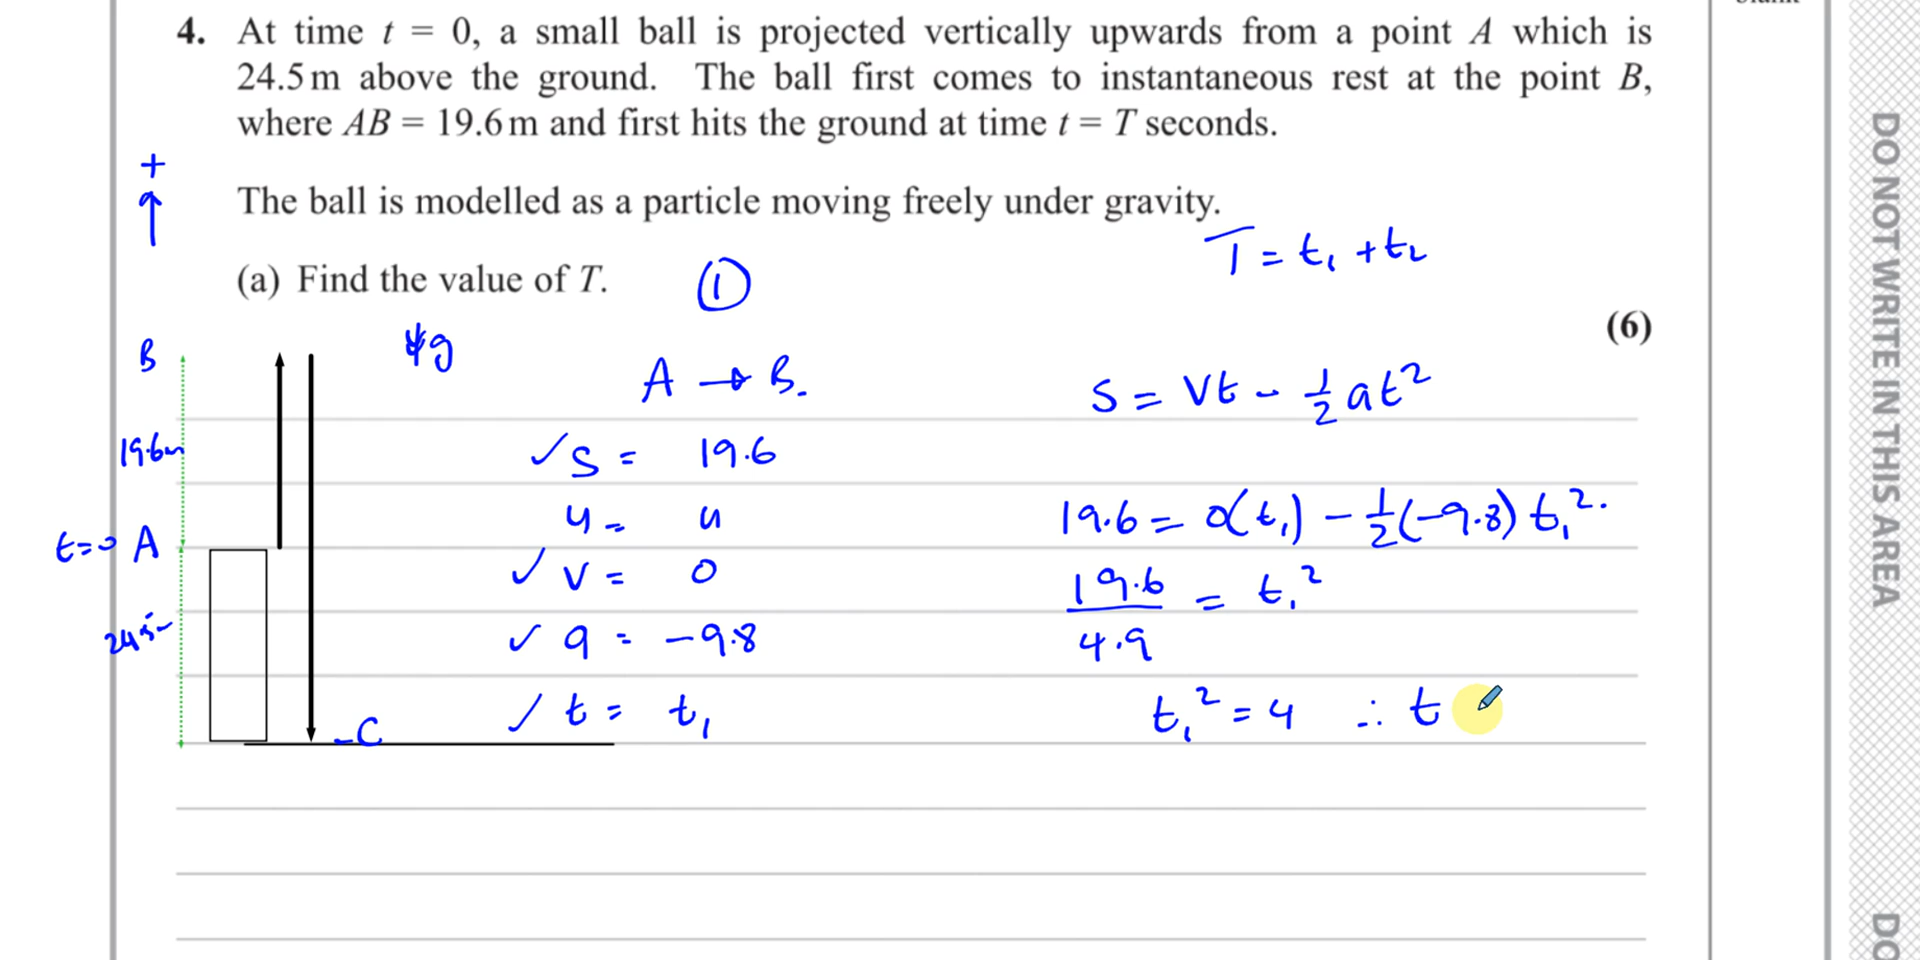 4. At time t = 0, a small ball is projected vertically upwards from a point A which is
24.5 m above the ground. The ball first comes to instantaneous rest at the point B,
where AB = 19.6 m and first hits the ground at time t = T seconds.
+
↑
The ball is modelled as a particle moving freely under gravity.
T = t₁ + t₂
(a) Find the value of T.
①
(6)
B
g
A → B.
S = Vt - ½ at²
19.6m
✓ S = 19.6
u = u
19.6 = 0(t₁) - ½(-9.8) t₁².
t=0 A
✓ V = 0
19.6/4.9 = t₁²
24.5m
✓ a = -9.8
✓ t = t₁
t₁² = 4 ∴ t
C
DO NOT WRITE IN THIS AREA
DO